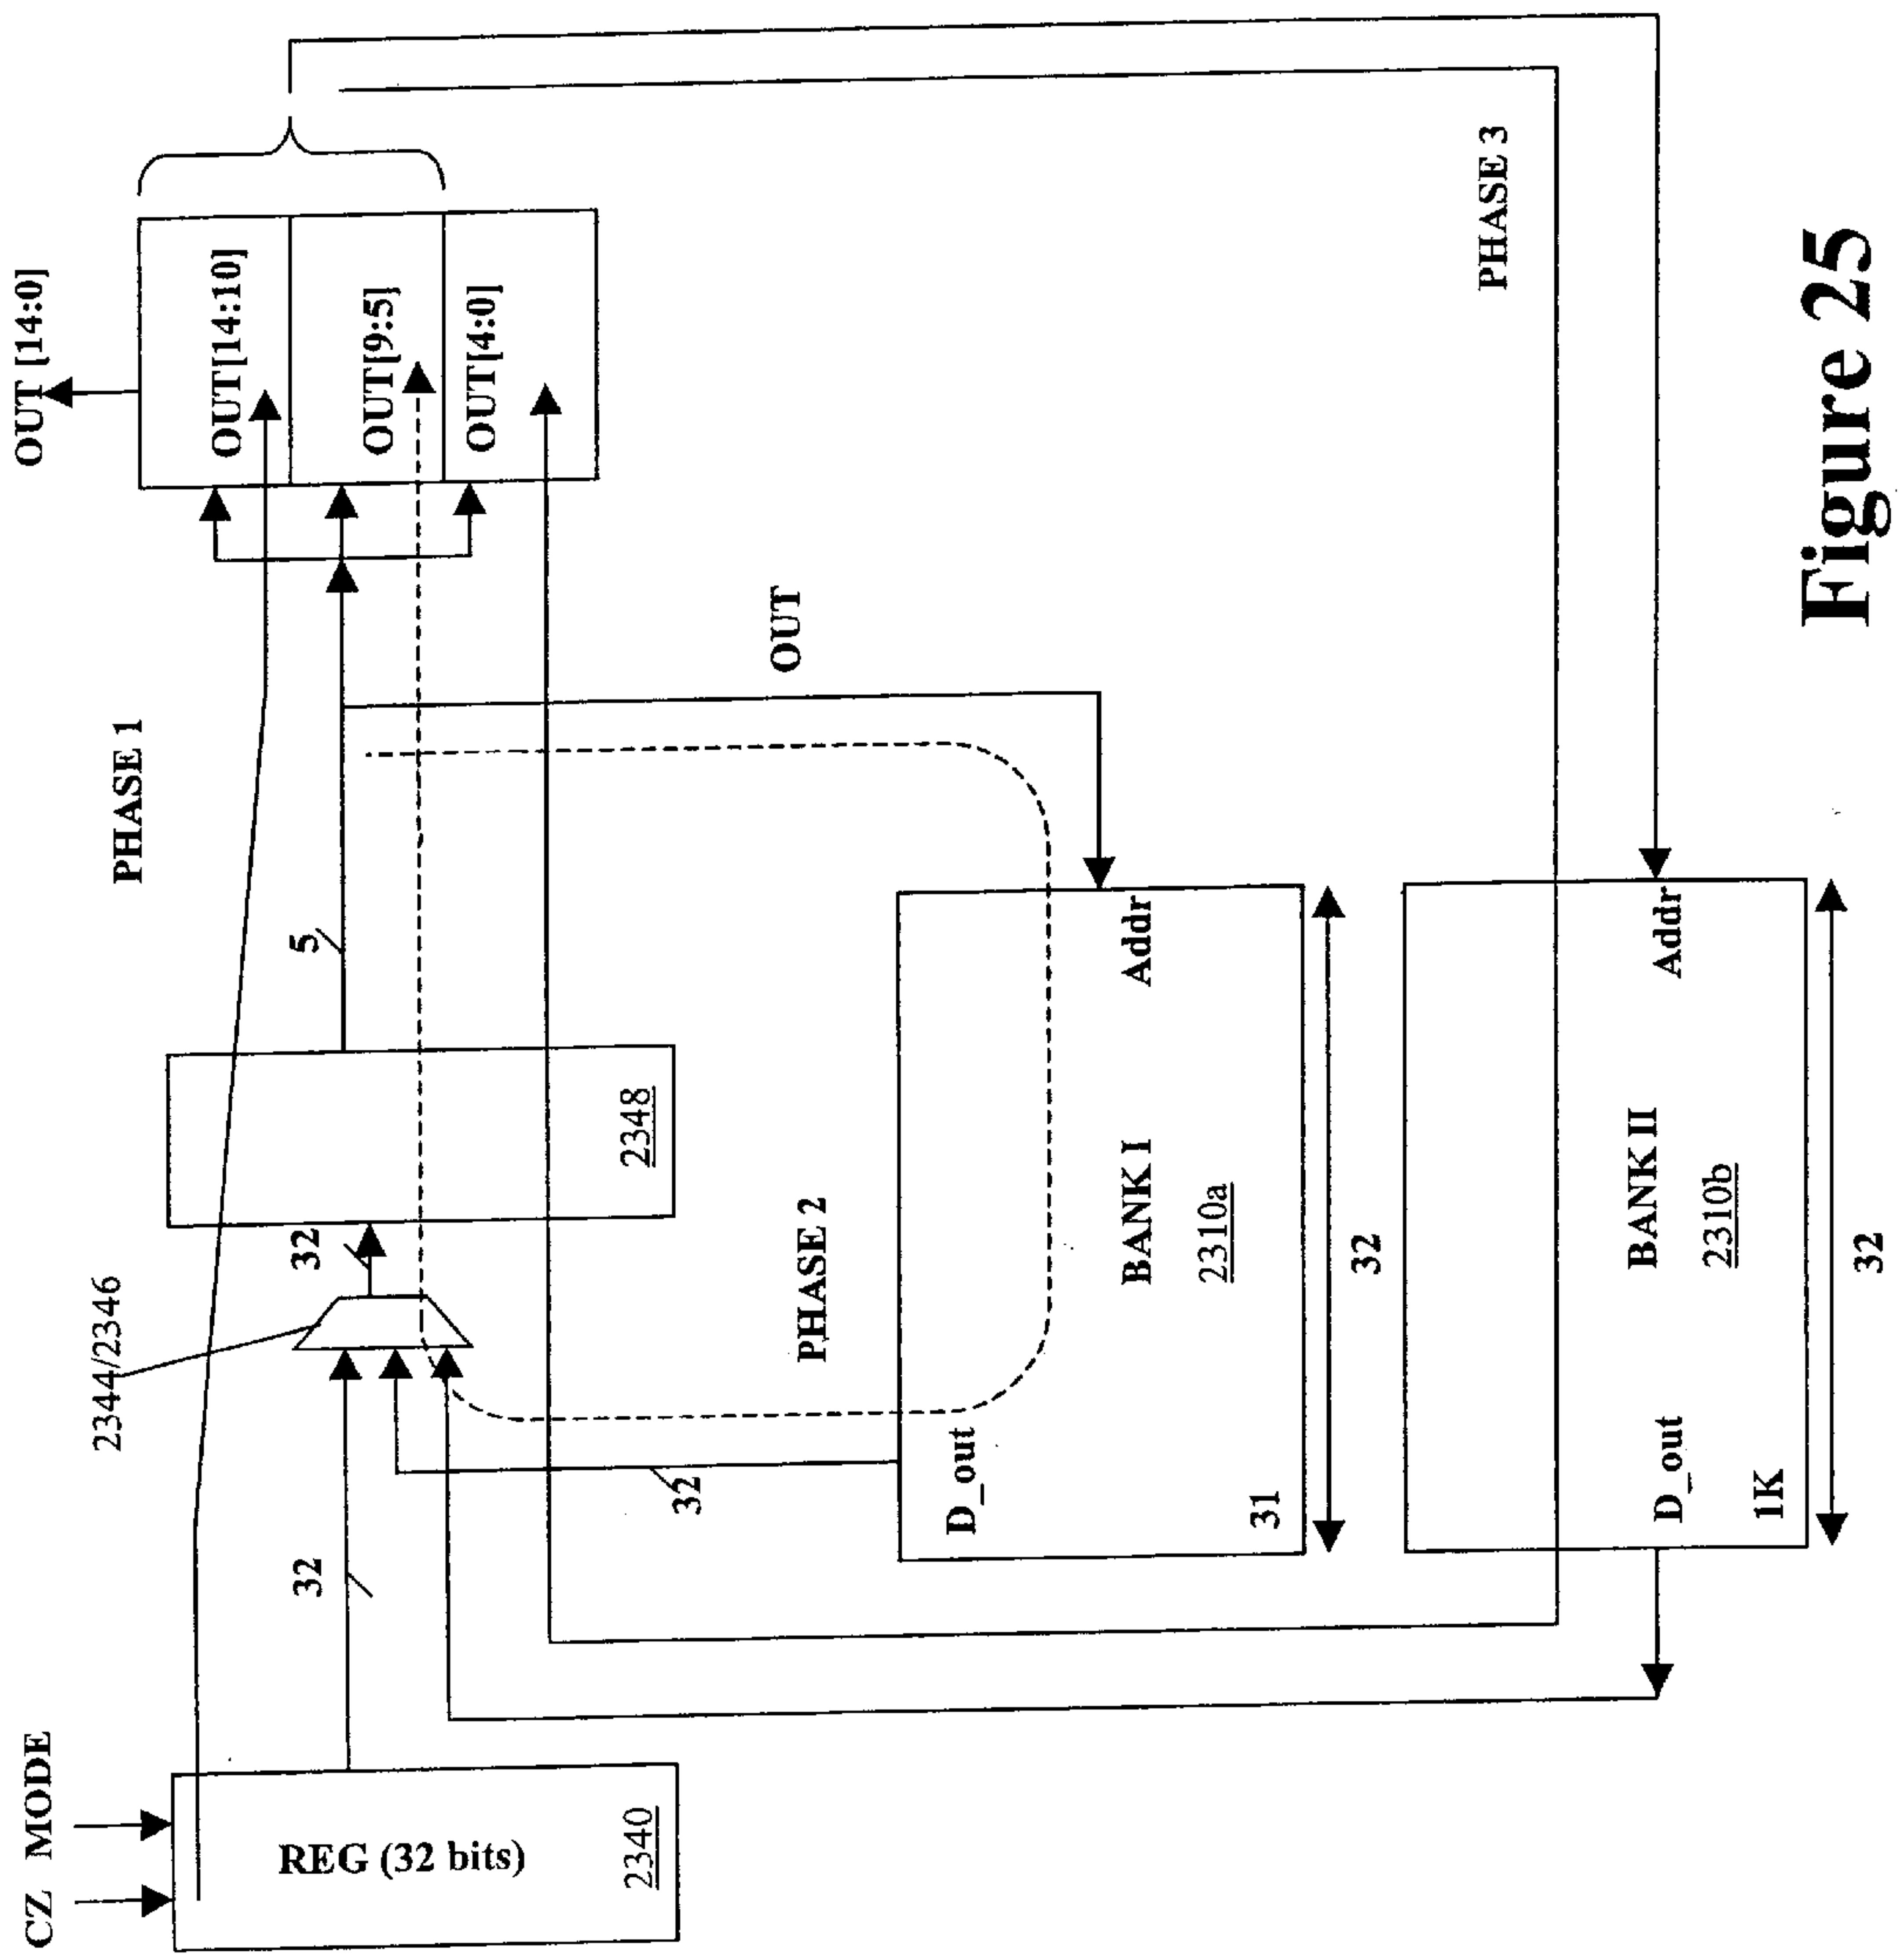 CZ MODE
REG (32 bits)
2340
32
2344/2346
32
2348
5
PHASE 1
OUT [14:0]
OUT[14:10]
OUT[9:5]
OUT[4:0]
OUT
32
PHASE 2
D_out
Addr
BANK I
2310a
31
32
PHASE 3
Addr
BANK II
2310b
D_out
1K
32
Figure 25